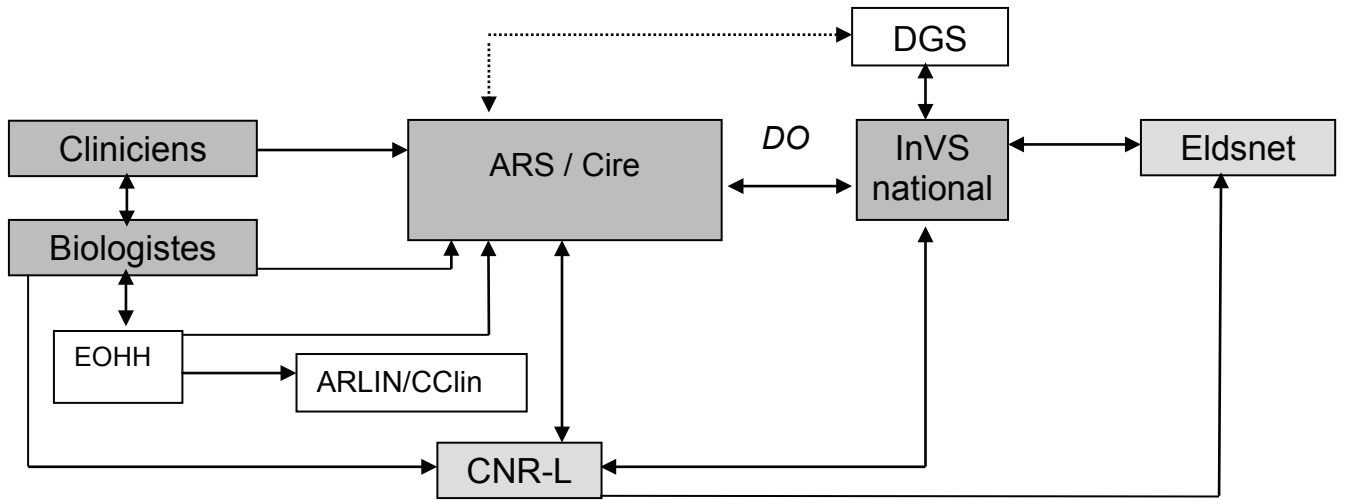 DGS
Cliniciens
ARS / Cire
DO
InVS
national
Eldsnet
Biologistes
EOHH
ARLIN/CClin
CNR-L